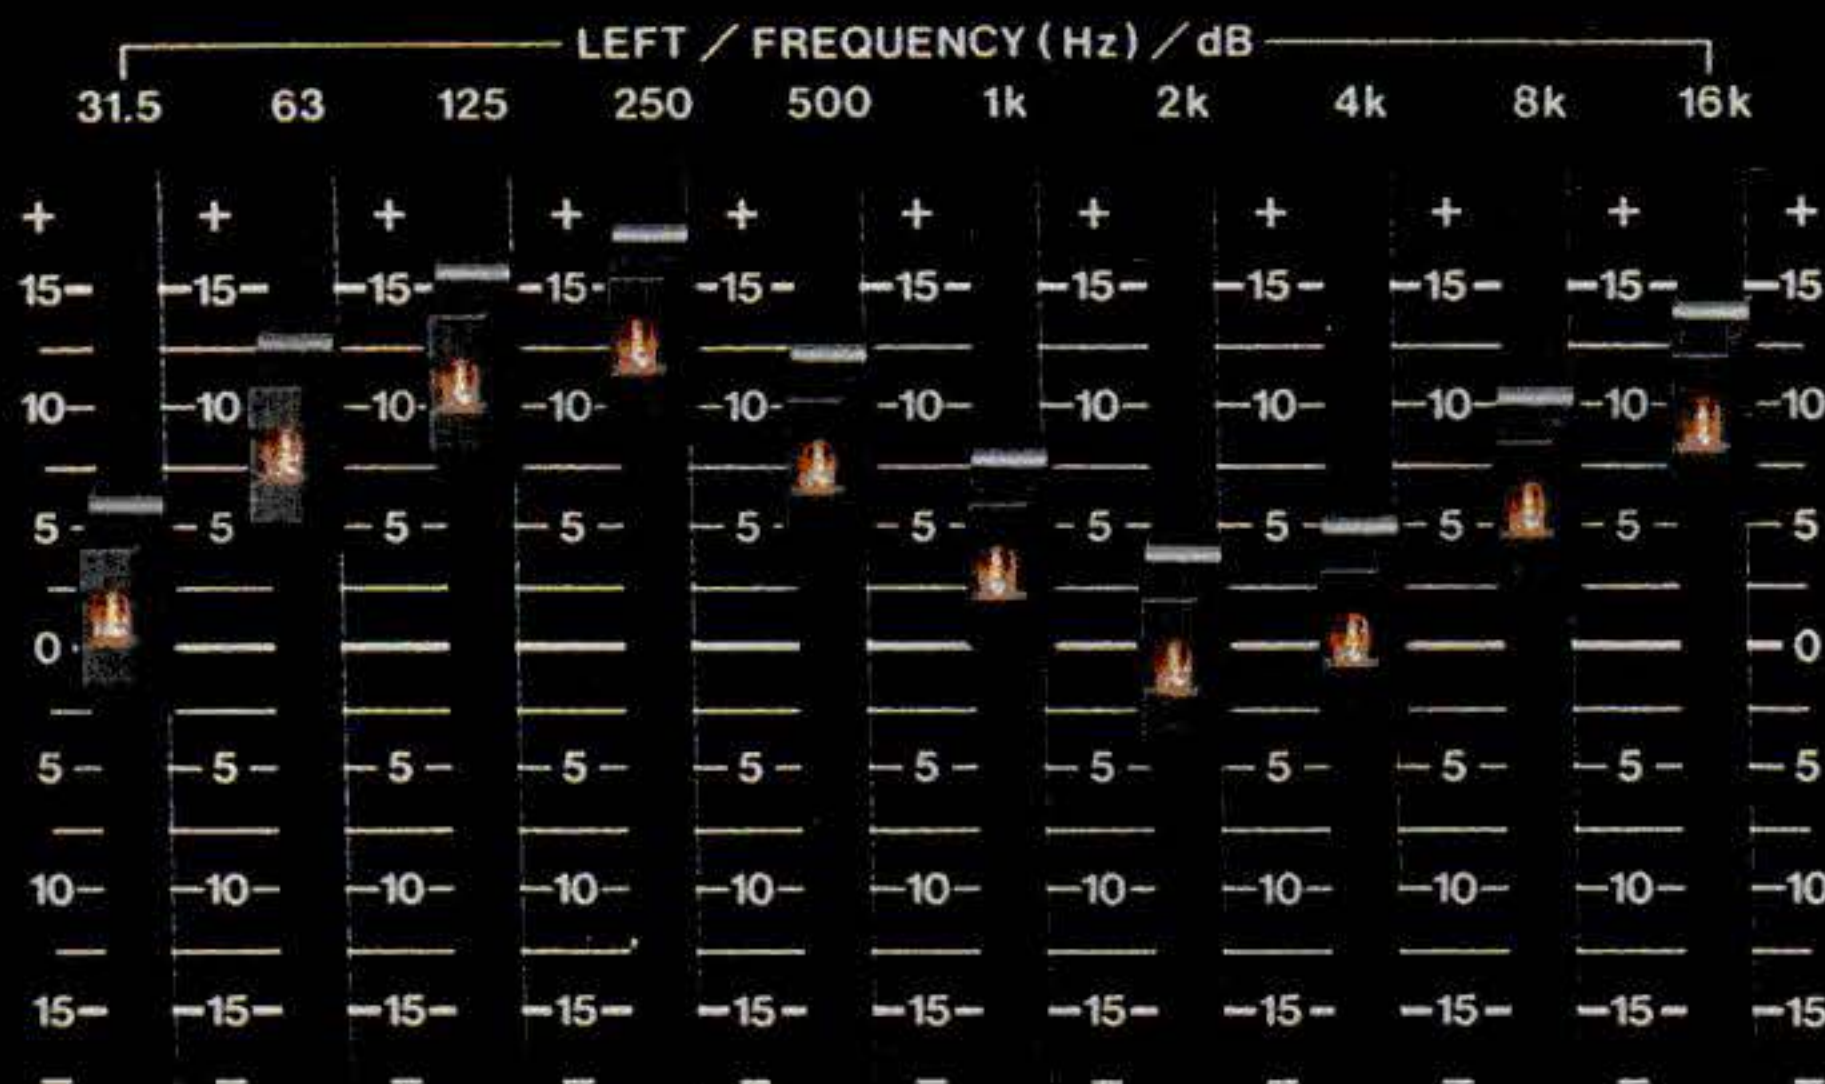 LEFT / FREQUENCY (Hz) / dB
31.5 63 125 250 500 1k 2k 4k 8k 16k
+ + + + + + + + + + +
15 15 15 15 15 15 15 15 15 15 15
10 10 10 10 10 10 10 10 10 10 10
5 5 5 5 5 5 5 5 5 5
0 0
5 5 5 5 5 5 5 5 5 5 5
10 10 10 10 10 10 10 10 10 10 10
15 15 15 15 15 15 15 15 15 15 15